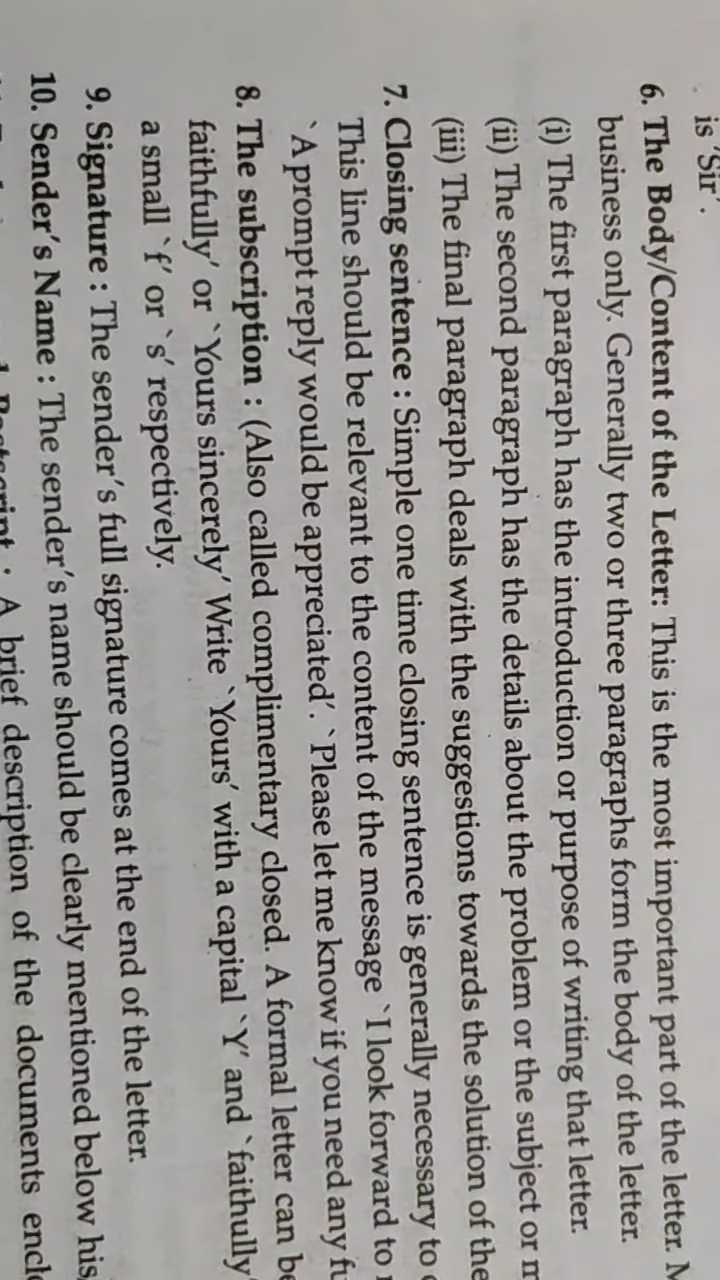 is 'Sir'.
6. The Body/Content of the Letter: This is the most important part of the letter.
business only. Generally two or three paragraphs form the body of the letter.
(i) The first paragraph has the introduction or purpose of writing that letter.
(ii) The second paragraph has the details about the problem or the subject or
(iii) The final paragraph deals with the suggestions towards the solution of the
7. Closing sentence : Simple one time closing sentence is generally necessary to
This line should be relevant to the content of the message `I look forward to
`A prompt reply would be appreciated'. `Please let me know if you need any
8. The subscription : (Also called complimentary closed. A formal letter can be
faithfully' or `Yours sincerely' Write `Yours' with a capital `Y' and `faithfully'
a small `f' or `s' respectively.
9. Signature : The sender's full signature comes at the end of the letter.
10. Sender's Name : The sender's name should be clearly mentioned below his
Postscript : A brief description of the documents